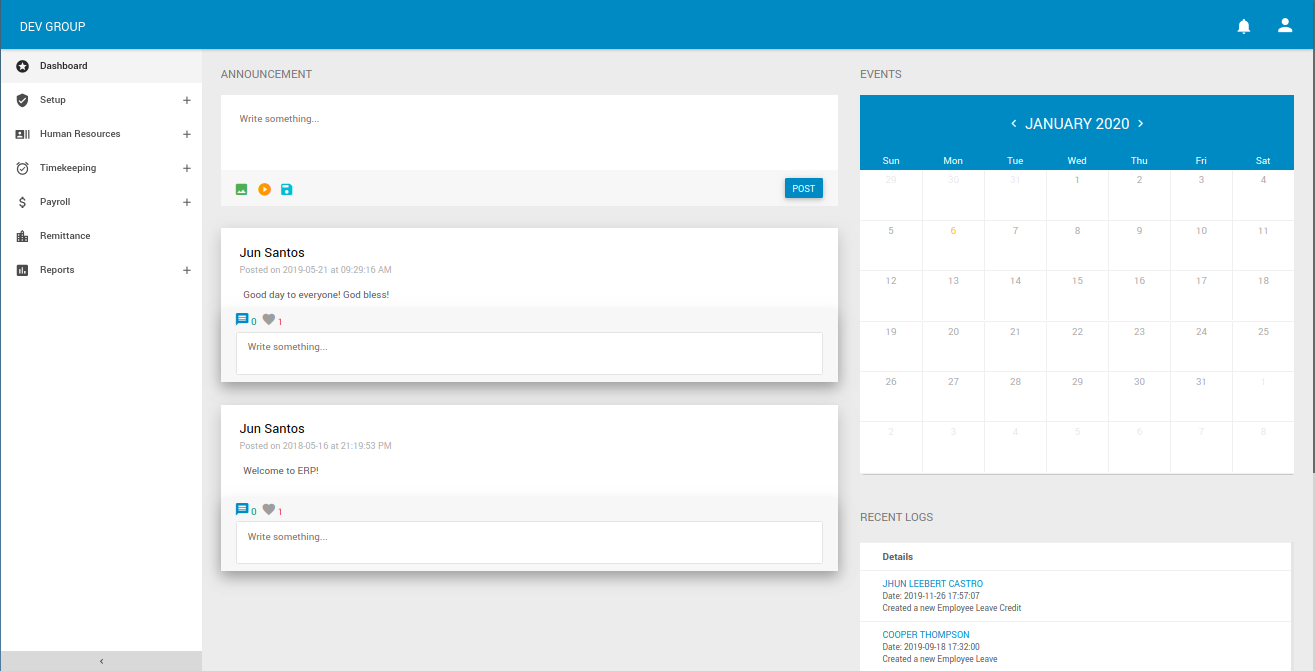 DEV GROUP
Dashboard
Setup +
Human Resources +
Timekeeping +
Payroll +
Remittance
Reports +
ANNOUNCEMENT
Write something...
POST
Jun Santos
Posted on 2019-05-21 at 09:29:16 AM
Good day to everyone! God bless!
0 1
Write something...
Jun Santos
Posted on 2018-05-16 at 21:19:53 PM
Welcome to ERP!
0 1
Write something...
EVENTS
‹ JANUARY 2020 ›
Sun Mon Tue Wed Thu Fri Sat
29 30 31 1 2 3 4
5 6 7 8 9 10 11
12 13 14 15 16 17 18
19 20 21 22 23 24 25
26 27 28 29 30 31 1
2 3 4 5 6 7 8
RECENT LOGS
Details
JHUN LEEBERT CASTRO
Date: 2019-11-26 17:57:07
Created a new Employee Leave Credit
COOPER THOMPSON
Date: 2019-09-18 17:32:00
Created a new Employee Leave
‹